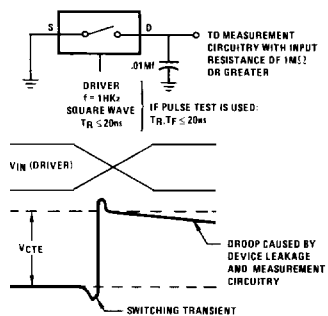 S
D
TO MEASUREMENT
CIRCUITRY WITH INPUT
RESISTANCE OF 1MΩ
OR GREATER
.01Mf
DRIVER
f = 1HKz
SQUARE WAVE
TR ≤20ns
IF PULSE TEST IS USED:
TR.TF ≤20ns
VIN (DRIVER)
VCTE
DROOP CAUSED BY
DEVICE LEAKAGE
AND MEASUREMENT
CIRCUITRY
SWITCHING TRANSIENT